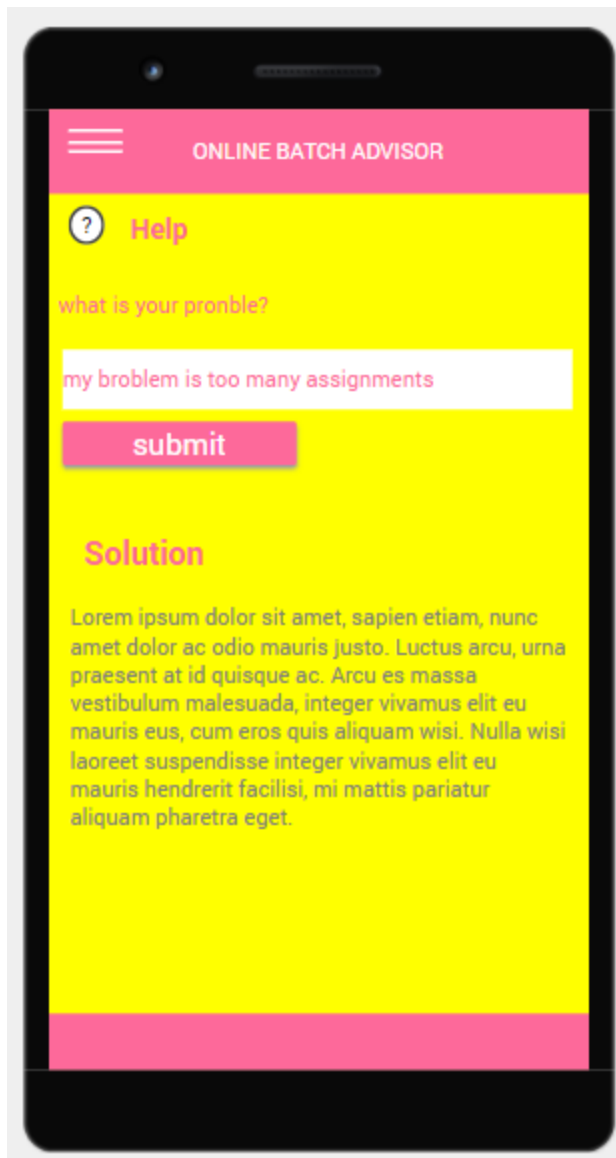 ONLINE BATCH ADVISOR
? Help
what is your pronble?
my broblem is too many assignments
submit
Solution
Lorem ipsum dolor sit amet, sapien etiam, nunc
amet dolor ac odio mauris justo. Luctus arcu, urna
praesent at id quisque ac. Arcu es massa
vestibulum malesuada, integer vivamus elit eu
mauris eus, cum eros quis aliquam wisi. Nulla wisi
laoreet suspendisse integer vivamus elit eu
mauris hendrerit facilisi, mi mattis pariatur
aliquam pharetra eget.